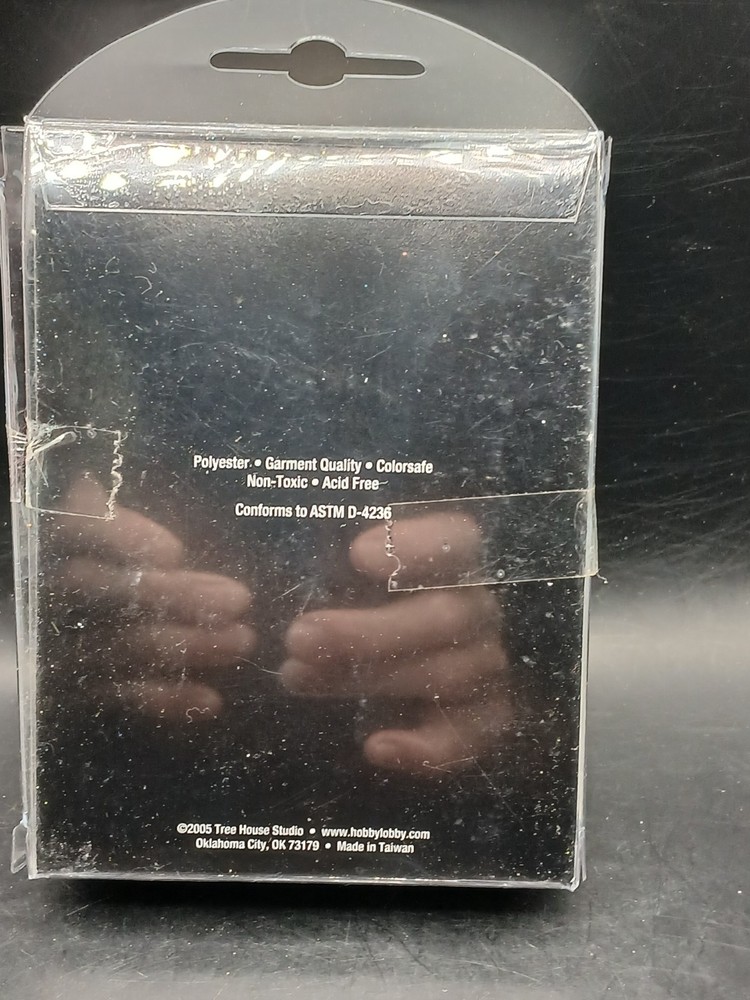 Polyester • Garment Quality • Colorsafe
Non-Toxic • Acid Free
Conforms to ASTM D-4236
©2005 Tree House Studio • www.hobbylobby.com
Oklahoma City, OK 73179 • Made in Taiwan